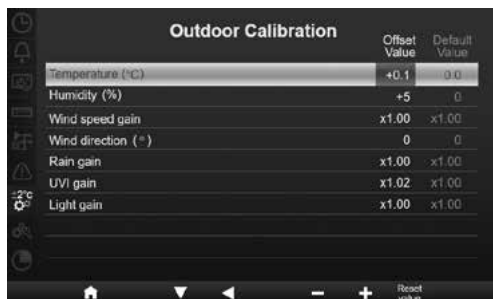 Outdoor Calibration
Offset Value
Default Value
Temperature (°C) +0.1 0.0
Humidity (%) +5 0
Wind speed gain x1.00 x1.00
Wind direction (°) 0 0
Rain gain x1.00 x1.00
UVI gain x1.02 x1.00
Light gain x1.00 x1.00
±2°C
− + Reset value